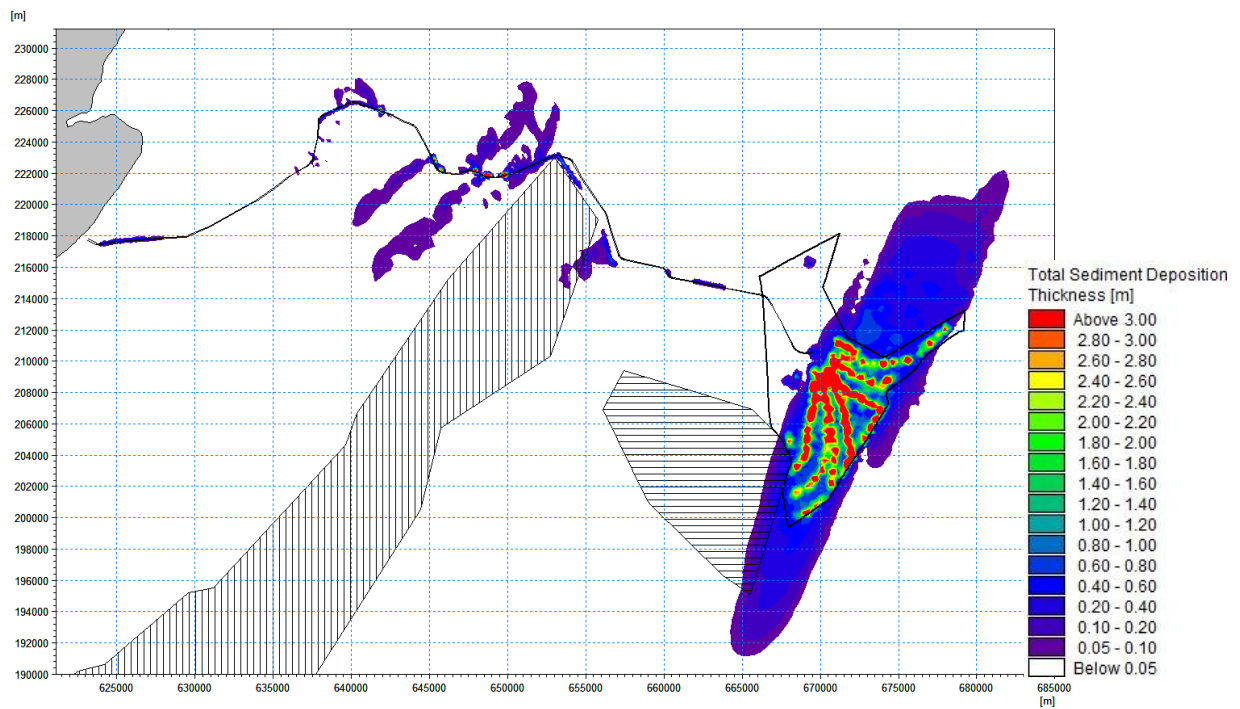 [m]
230000
228000
226000
224000
222000
220000
218000
216000
214000
212000
210000
208000
206000
204000
202000
200000
198000
196000
194000
192000
190000
625000 630000 635000 640000 645000 650000 655000 660000 665000 670000 675000 680000 685000
[m]
Total Sediment Deposition
Thickness [m]
Above 3.00
2.80 - 3.00
2.60 - 2.80
2.40 - 2.60
2.20 - 2.40
2.00 - 2.20
1.80 - 2.00
1.60 - 1.80
1.40 - 1.60
1.20 - 1.40
1.00 - 1.20
0.80 - 1.00
0.60 - 0.80
0.40 - 0.60
0.20 - 0.40
0.10 - 0.20
0.05 - 0.10
Below 0.05